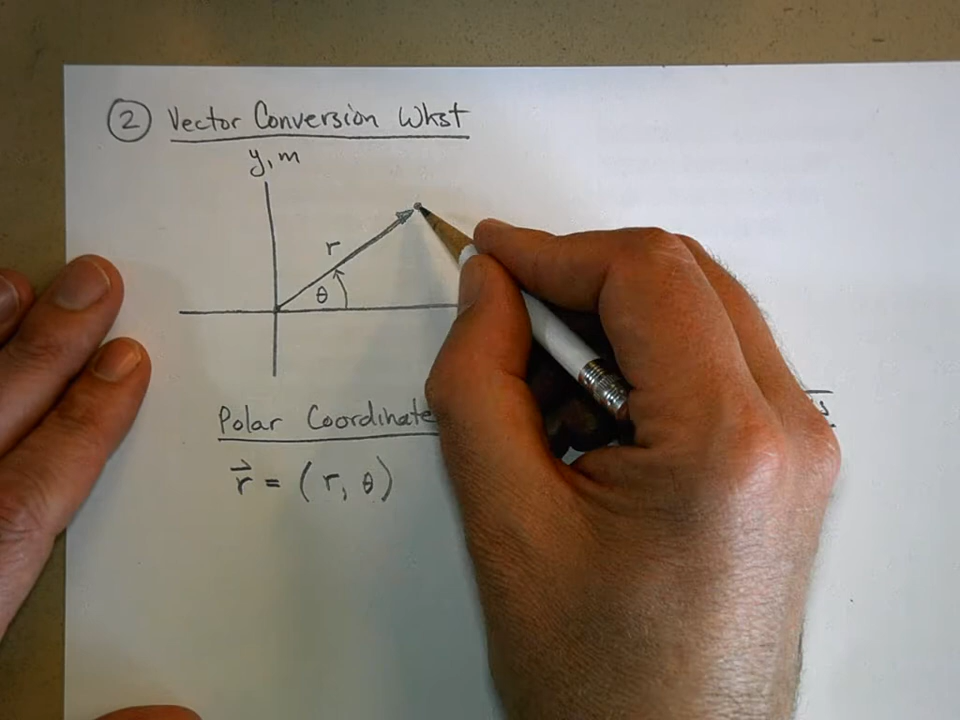 ② Vector Conversion Wkst
y, m
r
θ
Polar Coordinate
r⃗ = (r, θ)